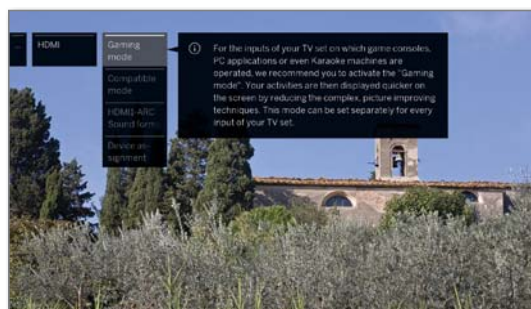 HDMI
Gaming
mode
Compatible
mode
HDMI1-ARC
Sound form.
Device as-
signment
For the inputs of your TV set on which game consoles,
PC applications or even Karaoke machines are
operated, we recommend you to activate the "Gaming
mode". Your activities are then displayed quicker on
the screen by reducing the complex, picture improving
techniques. This mode can be set separately for every
input of your TV set.